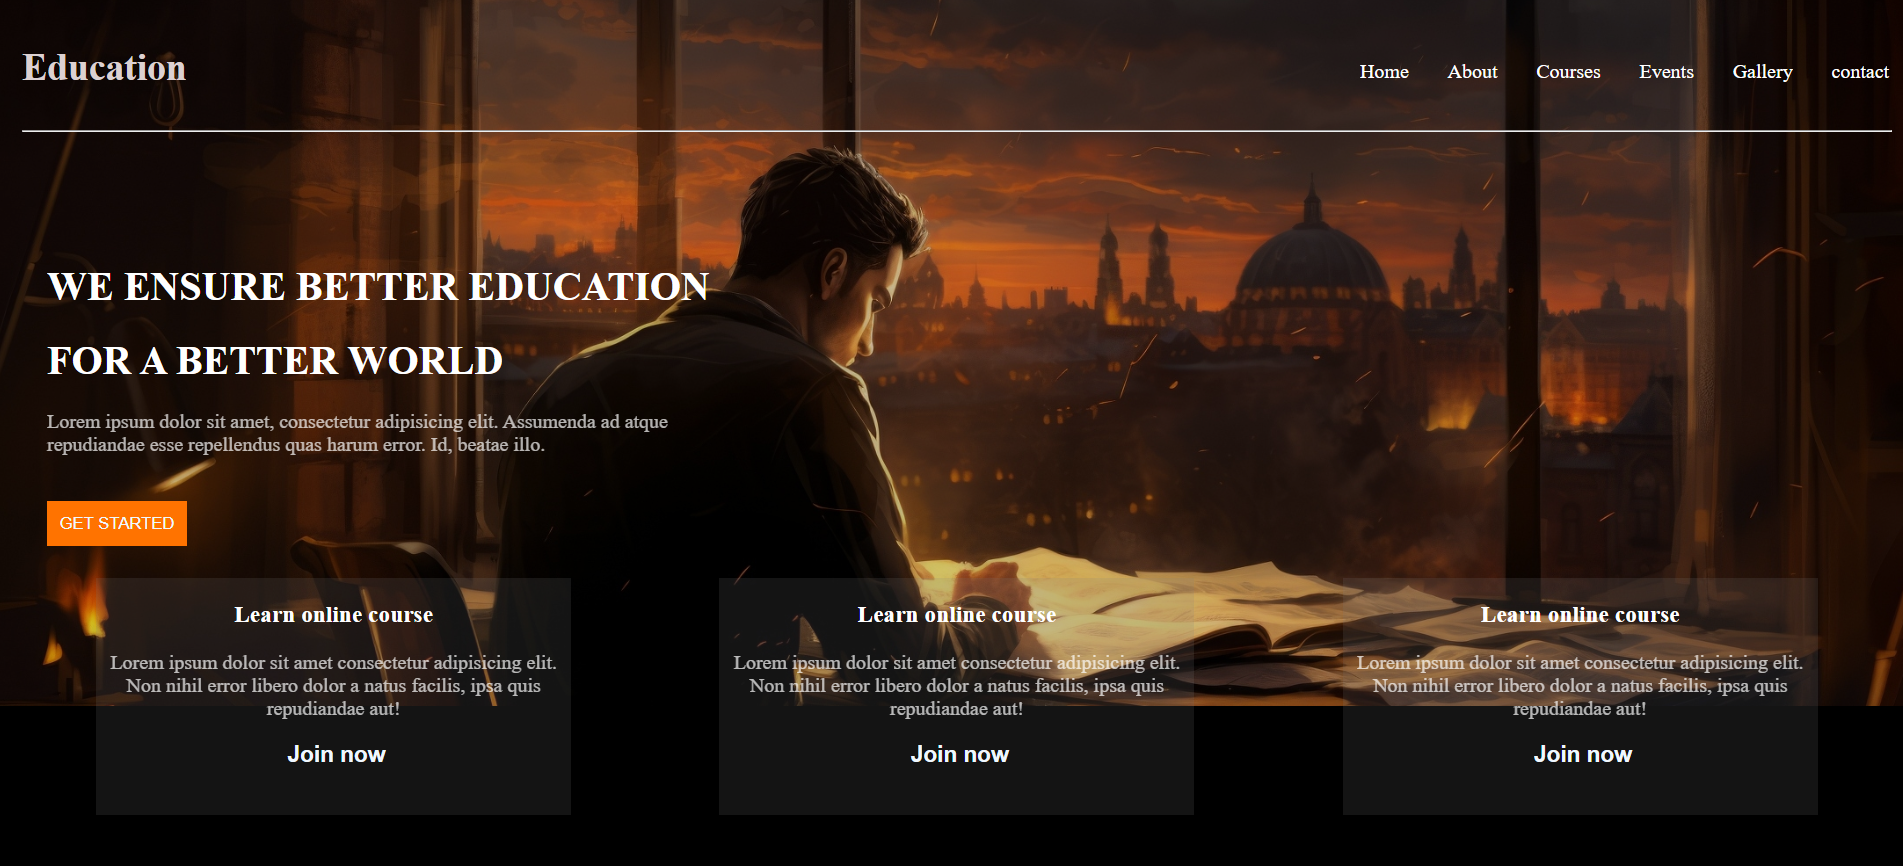 Education
Home About Courses Events Gallery contact
WE ENSURE BETTER EDUCATION
FOR A BETTER WORLD
Lorem ipsum dolor sit amet, consectetur adipisicing elit. Assumenda ad atque
repudiandae esse repellendus quas harum error. Id, beatae illo.
GET STARTED
Learn online course
Lorem ipsum dolor sit amet consectetur adipisicing elit.
Non nihil error libero dolor a natus facilis, ipsa quis
repudiandae aut!
Join now
Learn online course
Lorem ipsum dolor sit amet consectetur adipisicing elit.
Non nihil error libero dolor a natus facilis, ipsa quis
repudiandae aut!
Join now
Learn online course
Lorem ipsum dolor sit amet consectetur adipisicing elit.
Non nihil error libero dolor a natus facilis, ipsa quis
repudiandae aut!
Join now